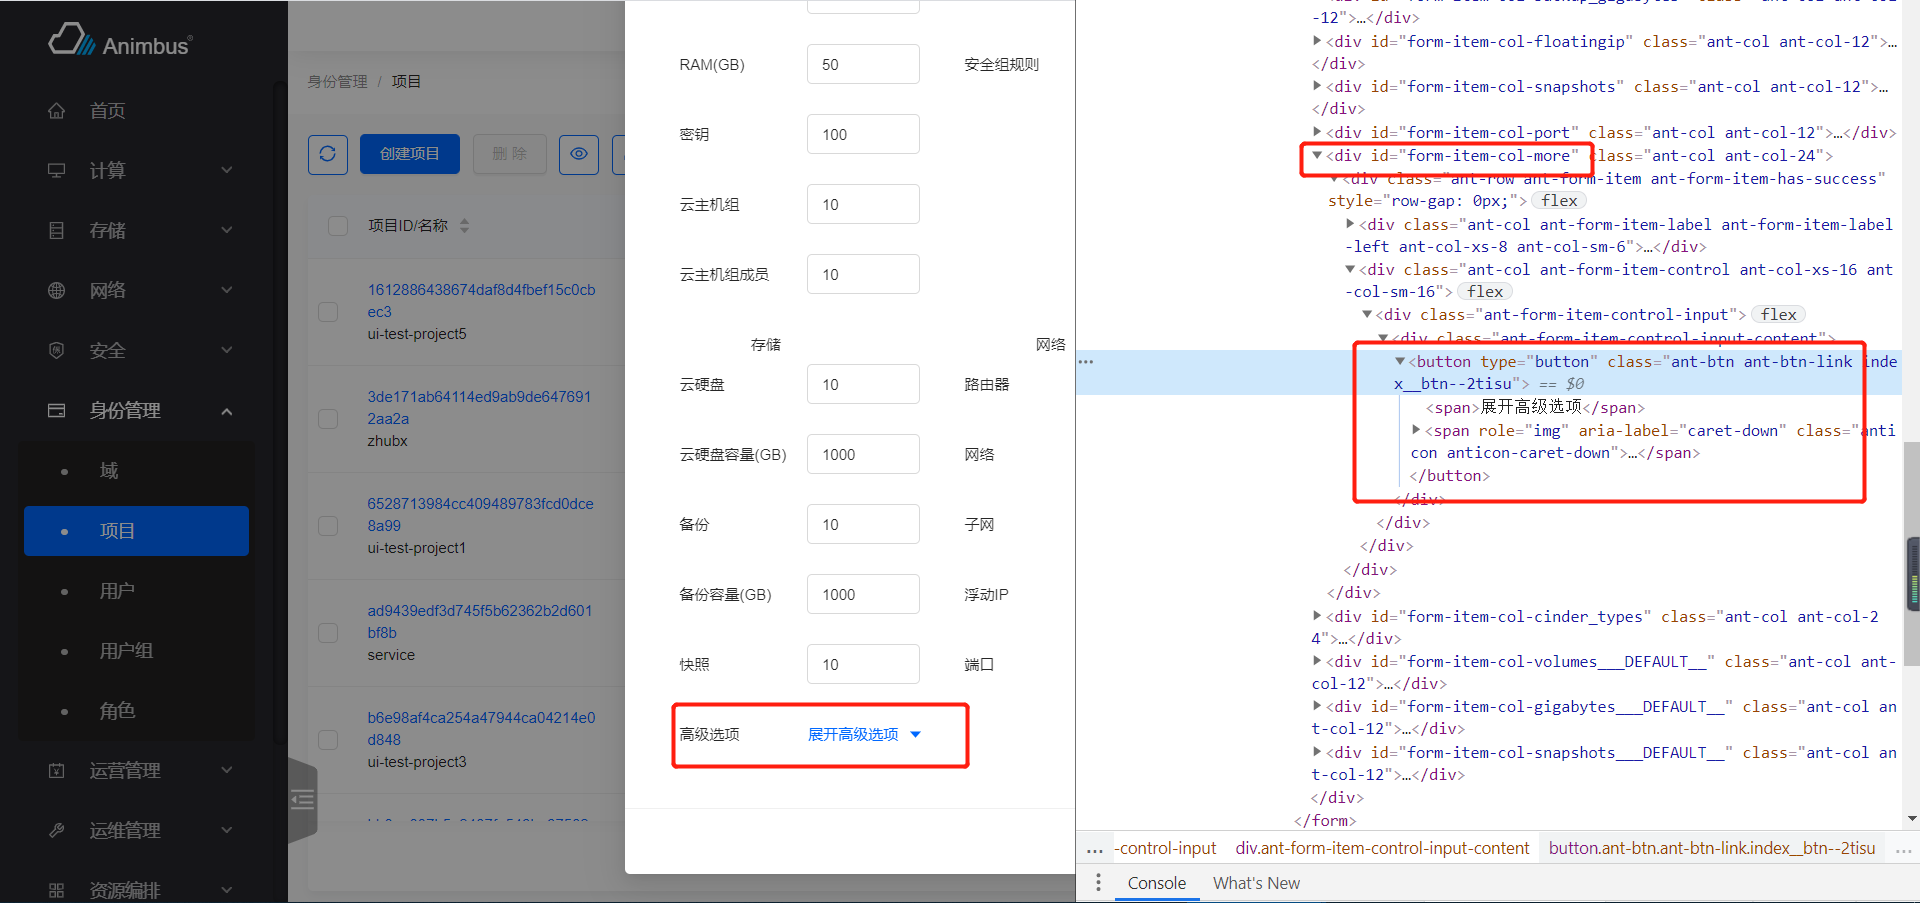 Animbus®
首页
计算
存储
网络
安全
身份管理
域
项目
用户
用户组
角色
运营管理
运维管理
资源编排
身份管理 / 项目
创建项目
删 除
项目ID/名称
1612886438674daf8d4fbef15c0cb
ec3
ui-test-project5
3de171ab64114ed9ab9de647691
2aa2a
zhubx
6528713984cc409489783fcd0dce
8a99
ui-test-project1
ad9439edf3d745f5b62362b2d601
bf8b
service
b6e98af4ca254a47944ca04214e0
d848
ui-test-project3
RAM(GB) 50 安全组规则
密钥 100
云主机组 10
云主机组成员 10
存储 网络
云硬盘 10 路由器
云硬盘容量(GB) 1000 网络
备份 10 子网
备份容量(GB) 1000 浮动IP
快照 10 端口
高级选项 展开高级选项
-12">…</div>
<div id="form-item-col-floatingip" class="ant-col ant-col-12">…
</div>
<div id="form-item-col-snapshots" class="ant-col ant-col-12">…
</div>
<div id="form-item-col-port" class="ant-col ant-col-12">…</div>
<div id="form-item-col-more" class="ant-col ant-col-24">
<div class="ant-row ant-form-item ant-form-item-has-success"
style="row-gap: 0px;"> flex
<div class="ant-col ant-form-item-label ant-form-item-label
-left ant-col-xs-8 ant-col-sm-6">…</div>
<div class="ant-col ant-form-item-control ant-col-xs-16 ant
-col-sm-16"> flex
<div class="ant-form-item-control-input"> flex
<div class="ant-form-item-control-input-content">
<button type="button" class="ant-btn ant-btn-link inde
x__btn--2tisu"> == $0
<span>展开高级选项</span>
<span role="img" aria-label="caret-down" class="anti
con anticon-caret-down">…</span>
</button>
</div>
</div>
</div>
</div>
</div>
<div id="form-item-col-cinder_types" class="ant-col ant-col-2
4">…</div>
<div id="form-item-col-volumes___DEFAULT__" class="ant-col ant-
col-12">…</div>
<div id="form-item-col-gigabytes___DEFAULT__" class="ant-col an
t-col-12">…</div>
<div id="form-item-col-snapshots___DEFAULT__" class="ant-col an
t-col-12">…</div>
</div>
</form>
… -control-input div.ant-form-item-control-input-content button.ant-btn.ant-btn-link.index__btn--2tisu …
Console What's New